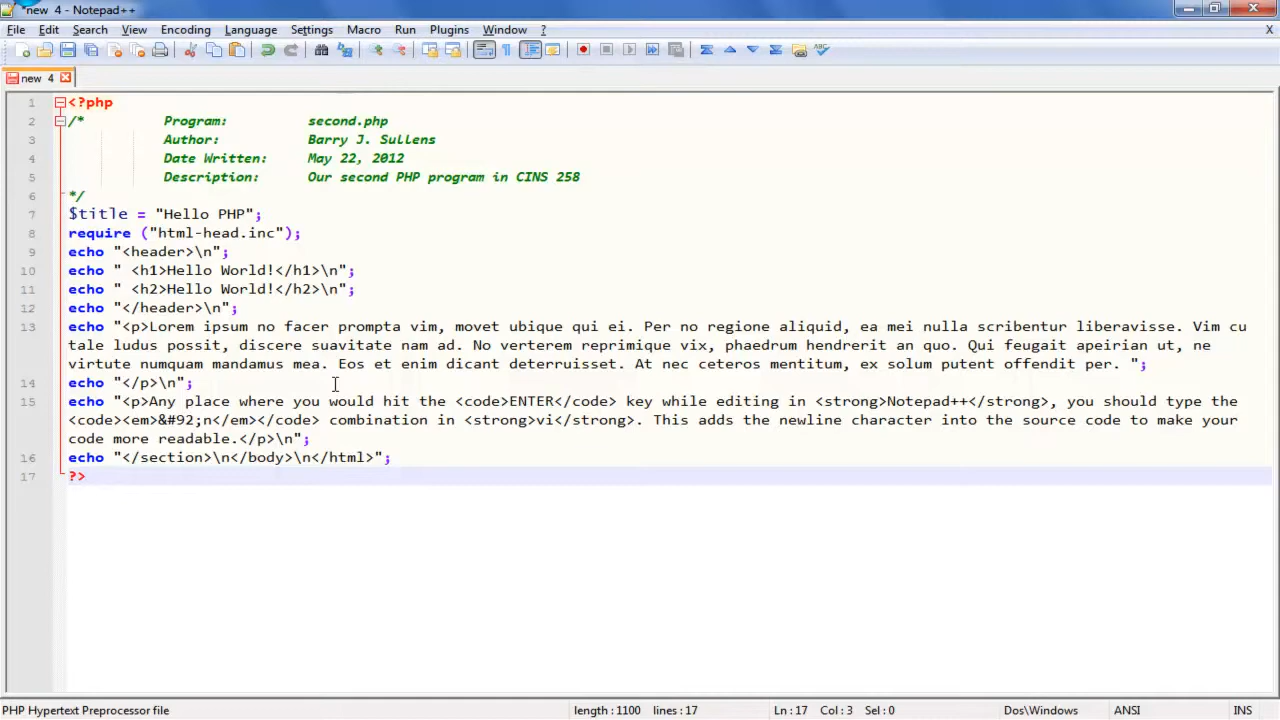 *new 4 - Notepad++
File Edit Search View Encoding Language Settings Macro Run Plugins Window ? X
new 4
1 <?php
2 /* Program: second.php
3 Author: Barry J. Sullens
4 Date Written: May 22, 2012
5 Description: Our second PHP program in CINS 258
6 */
7 $title = "Hello PHP";
8 require ("html-head.inc");
9 echo "<header>\n";
10 echo " <h1>Hello World!</h1>\n";
11 echo " <h2>Hello World!</h2>\n";
12 echo "</header>\n";
13 echo "<p>Lorem ipsum no facer prompta vim, movet ubique qui ei. Per no regione aliquid, ea mei nulla scribentur liberavisse. Vim cu
tale ludus possit, discere suavitate nam ad. No verterem reprimique vix, phaedrum hendrerit an quo. Qui feugait apeirian ut, ne
virtute numquam mandamus mea. Eos et enim dicant deterruisset. At nec ceteros mentitum, ex solum putent offendit per. ";
14 echo "</p>\n";
15 echo "<p>Any place where you would hit the <code>ENTER</code> key while editing in <strong>Notepad++</strong>, you should type the
<code><em>&#92;n</em></code> combination in <strong>vi</strong>. This adds the newline character into the source code to make your
code more readable.</p>\n";
16 echo "</section>\n</body>\n</html>";
17 ?>
PHP Hypertext Preprocessor file length : 1100 lines : 17 Ln : 17 Col : 3 Sel : 0 Dos\Windows ANSI INS